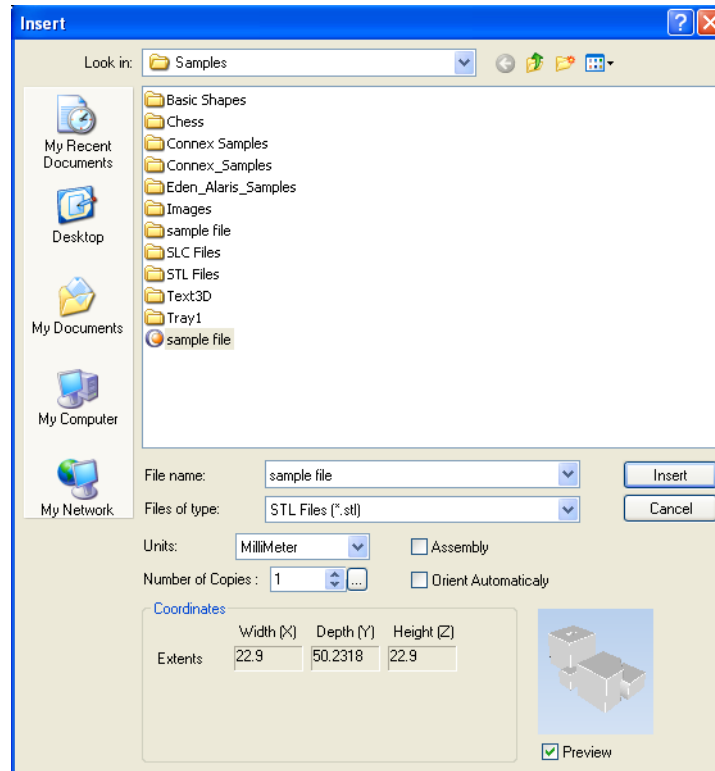 Insert
Look in: Samples
My Recent
Documents
Desktop
My Documents
My Computer
My Network
Basic Shapes
Chess
Connex Samples
Connex_Samples
Eden_Alaris_Samples
Images
sample file
SLC Files
STL Files
Text3D
Tray1
sample file
File name: sample file Insert
Files of type: STL Files (*.stl) Cancel
Units: MilliMeter Assembly
Number of Copies : 1 ... Orient Automaticaly
Coordinates
Width (X) Depth (Y) Height (Z)
Extents 22.9 50.2318 22.9
Preview